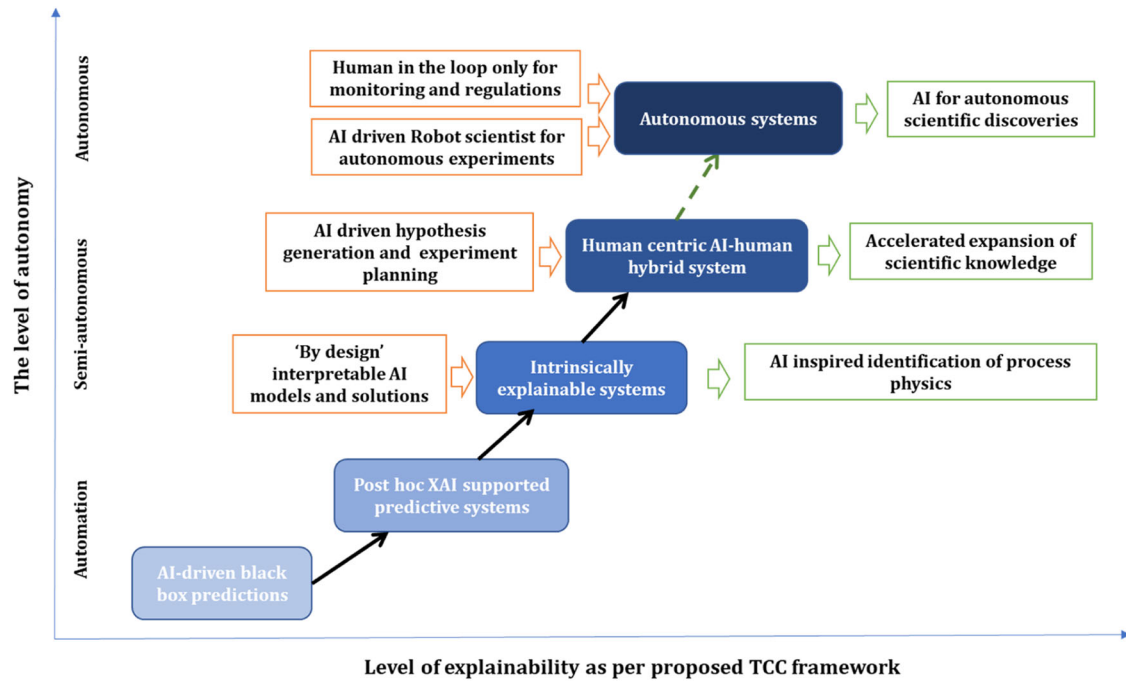 Autonomous
Human in the loop only for
monitoring and regulations
AI driven Robot scientist for
autonomous experiments
Autonomous systems
AI for autonomous
scientific discoveries
The level of autonomy
Semi-autonomous
AI driven hypothesis
generation and experiment
planning
Human centric AI-human
hybrid system
Accelerated expansion of
scientific knowledge
‘By design’
interpretable AI
models and solutions
Intrinsically
explainable systems
AI inspired identification of process
physics
Automation
Post hoc XAI supported
predictive systems
AI-driven black
box predictions
Level of explainability as per proposed TCC framework